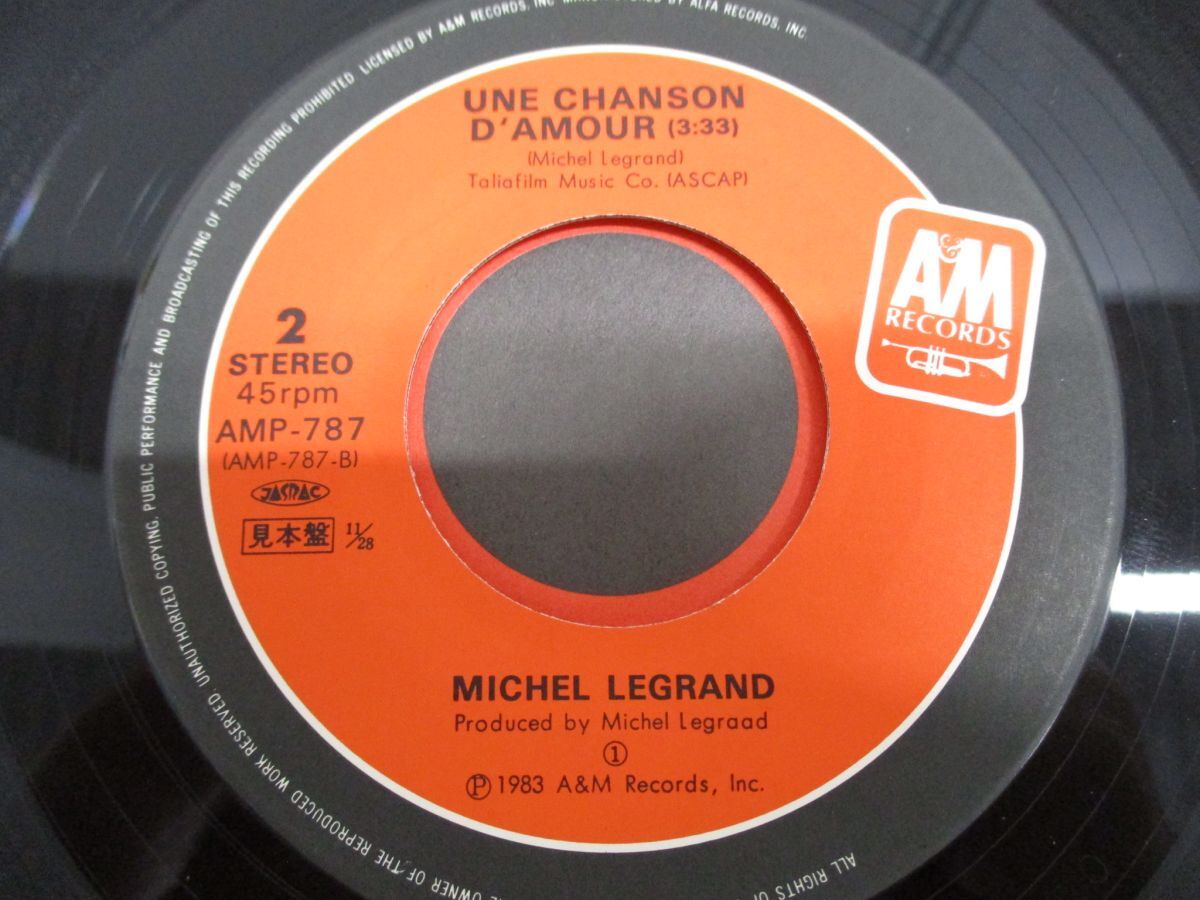 UNE CHANSON
D'AMOUR (3:33)
(Michel Legrand)
Taliafilm Music Co. (ASCAP)
A&M
RECORDS
2
STEREO
45rpm
AMP-787
(AMP-787-B)
JASRAC
見本盤 11/28
MICHEL LEGRAND
Produced by Michel Legraad
①
Ⓟ 1983 A&M Records, Inc.
ALL RIGHTS OF
OWNER OF THE REPRODUCED WORK RESERVED. UNAUTHORIZED COPYING, PUBLIC PERFORMANCE AND BROADCASTING OF THIS RECORDING PROHIBITED. LICENSED BY A&M RECORDS, INC. BY ALFA RECORDS, INC.